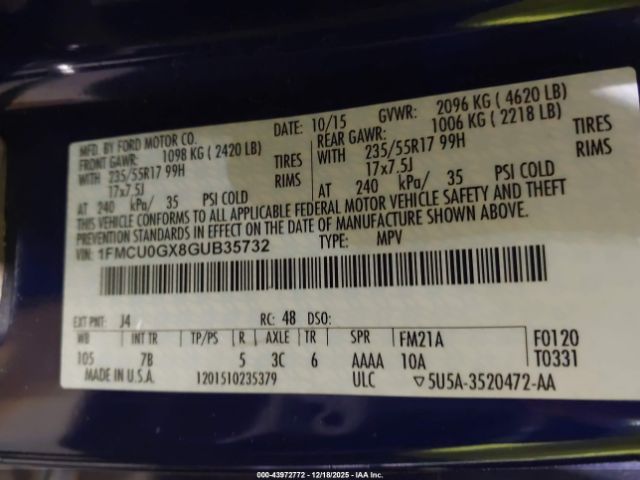 MFD. BY FORD MOTOR CO. DATE: 10/15 GVWR: 2096 KG ( 4620 LB)
FRONT GAWR: 1098 KG ( 2420 LB) REAR GAWR: 1006 KG ( 2218 LB)
WITH 235/55R17 99H TIRES WITH 235/55R17 99H TIRES
17x7.5J RIMS 17x7.5J RIMS
AT 240 kPa/ 35 PSI COLD AT 240 kPa/ 35 PSI COLD
THIS VEHICLE CONFORMS TO ALL APPLICABLE FEDERAL MOTOR VEHICLE SAFETY AND THEFT
PREVENTION STANDARDS IN EFFECT ON THE DATE OF MANUFACTURE SHOWN ABOVE.
VIN: 1FMCU0GX8GUB35732 TYPE: MPV
EXT PNT: J4 RC: 48 DSO:
WB INT TR TP/PS R AXLE TR SPR FM21A F0120
105 7B 5 3C 6 AAAA 10A T0331
MADE IN U.S.A. 1201510235379 ULC ▽5U5A-3520472-AA
00-43972772 | 12/18/2025 - IAAI.com